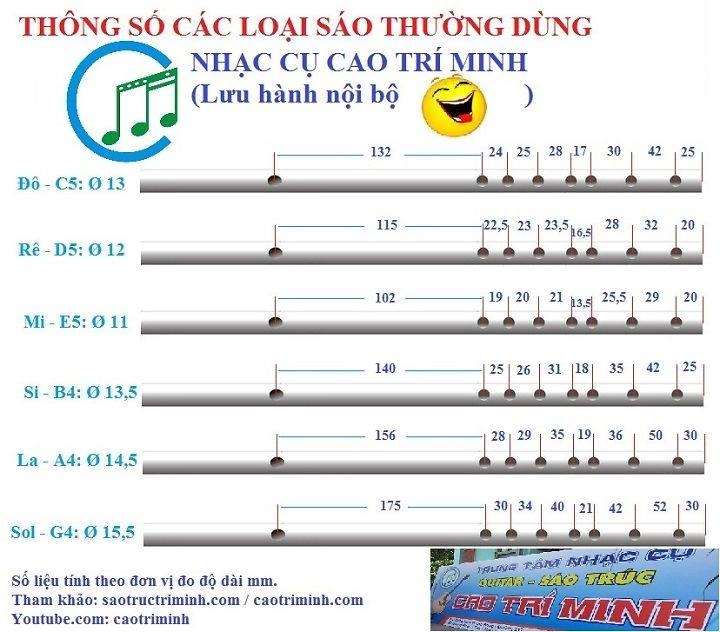 THÔNG SỐ CÁC LOẠI SÁO THƯỜNG DÙNG
NHẠC CỤ CAO TRÍ MINH
(Lưu hành nội bộ )
132 24 25 28 17 30 42 25
Đô - C5: Ø 13
115 22,5 23 23,5 16,5 28 32 20
Rê - D5: Ø 12
102 19 20 21 13,5 25,5 29 20
Mi - E5: Ø 11
140 25 26 31 18 35 42 25
Si - B4: Ø 13,5
156 28 29 35 19 36 50 30
La - A4: Ø 14,5
175 30 34 40 21 42 52 30
Sol - G4: Ø 15,5
Số liệu tính theo đơn vị đo độ dài mm.
Tham khảo: saotructriminh.com / caotriminh.com
Youtube.com: caotriminh
TRUNG TÂM NHẠC CỤ
GUITAR - SÁO TRÚC
CAO TRÍ MINH